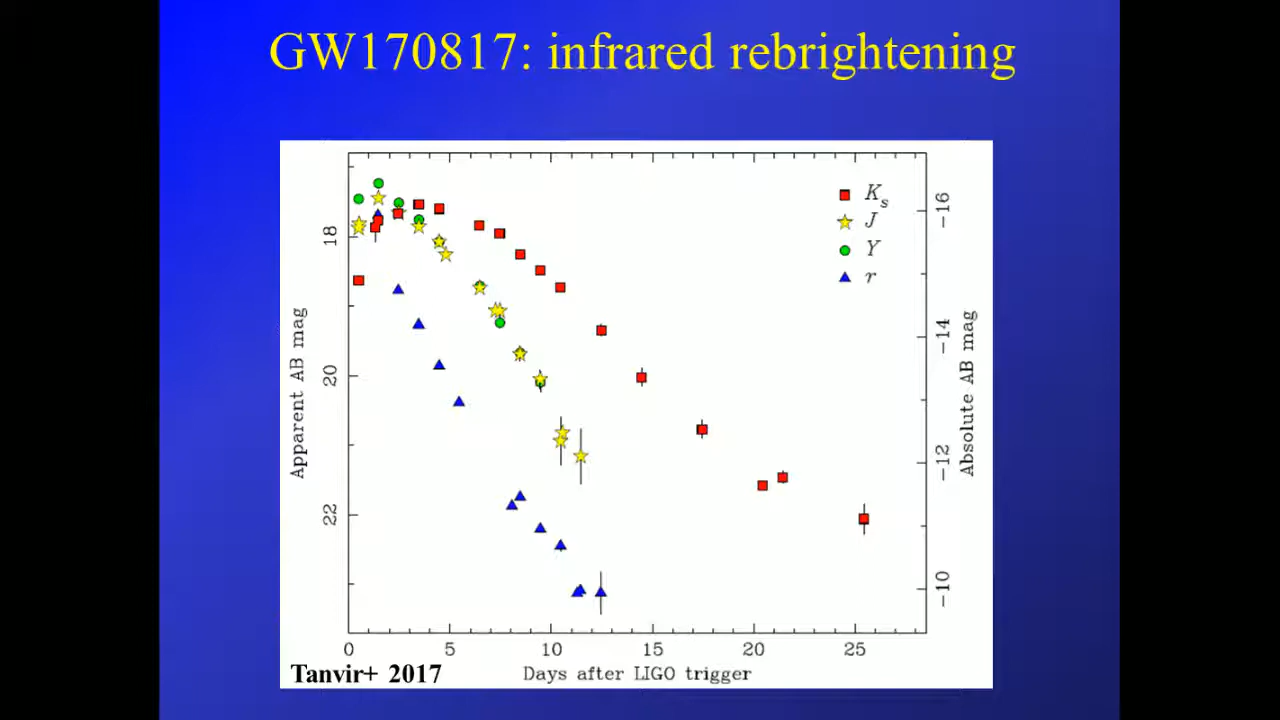 GW170817: infrared rebrightening
Ks
J
Y
r
18
20
22
Apparent AB mag
-16
-14
-12
-10
Absolute AB mag
0 5 10 15 20 25
Days after LIGO trigger
Tanvir+ 2017